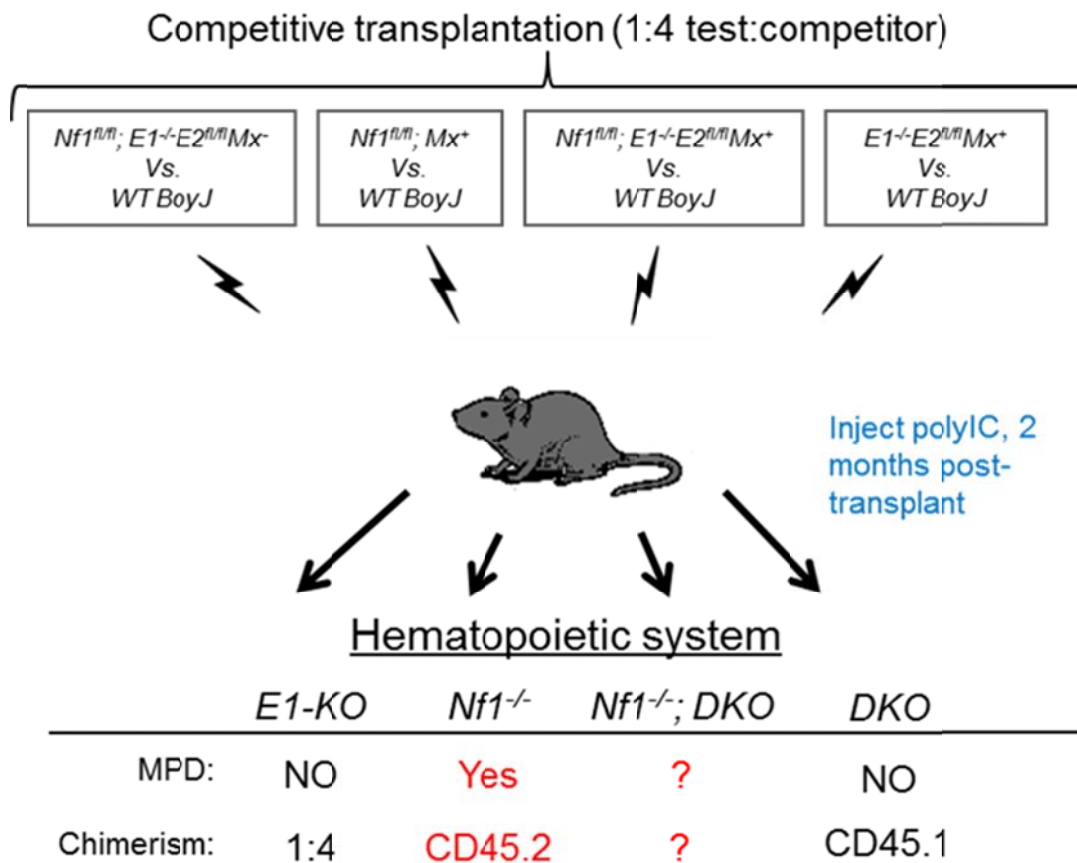 Competitive transplantation (1:4 test:competitor)
Nf1fl/fl; E1-/-E2fl/flMx-
Vs.
WT BoyJ
Nf1fl/fl; Mx+
Vs.
WT BoyJ
Nf1fl/fl; E1-/-E2fl/flMx+
Vs.
WT BoyJ
E1-/-E2fl/flMx+
Vs.
WT BoyJ
Inject polyIC, 2
months post-
transplant
Hematopoietic system
E1-KO Nf1-/- Nf1-/-; DKO DKO
MPD: NO Yes ? NO
Chimerism: 1:4 CD45.2 ? CD45.1